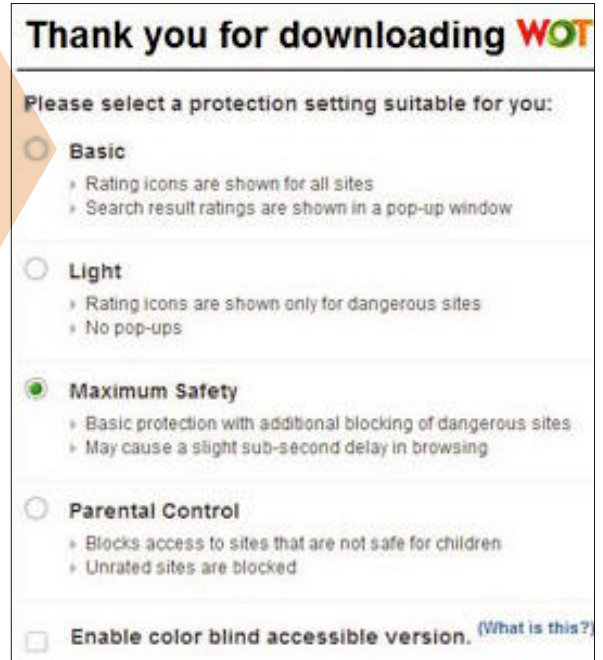 Thank you for downloading WOT
Please select a protection setting suitable for you:
Basic
Rating icons are shown for all sites
Search result ratings are shown in a pop-up window
Light
Rating icons are shown only for dangerous sites
No pop-ups
Maximum Safety
Basic protection with additional blocking of dangerous sites
May cause a slight sub-second delay in browsing
Parental Control
Blocks access to sites that are not safe for children
Unrated sites are blocked
Enable color blind accessible version. (What is this?)